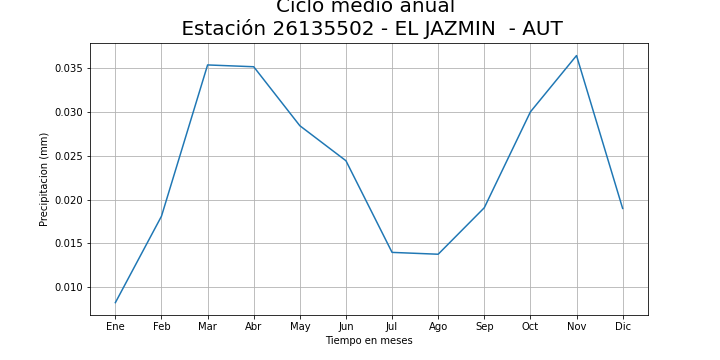 Ciclo medio anual
Estación 26135502 - EL JAZMIN - AUT
Precipitacion (mm)
0.035
0.030
0.025
0.020
0.015
0.010
Ene Feb Mar Abr May Jun Jul Ago Sep Oct Nov Dic
Tiempo en meses